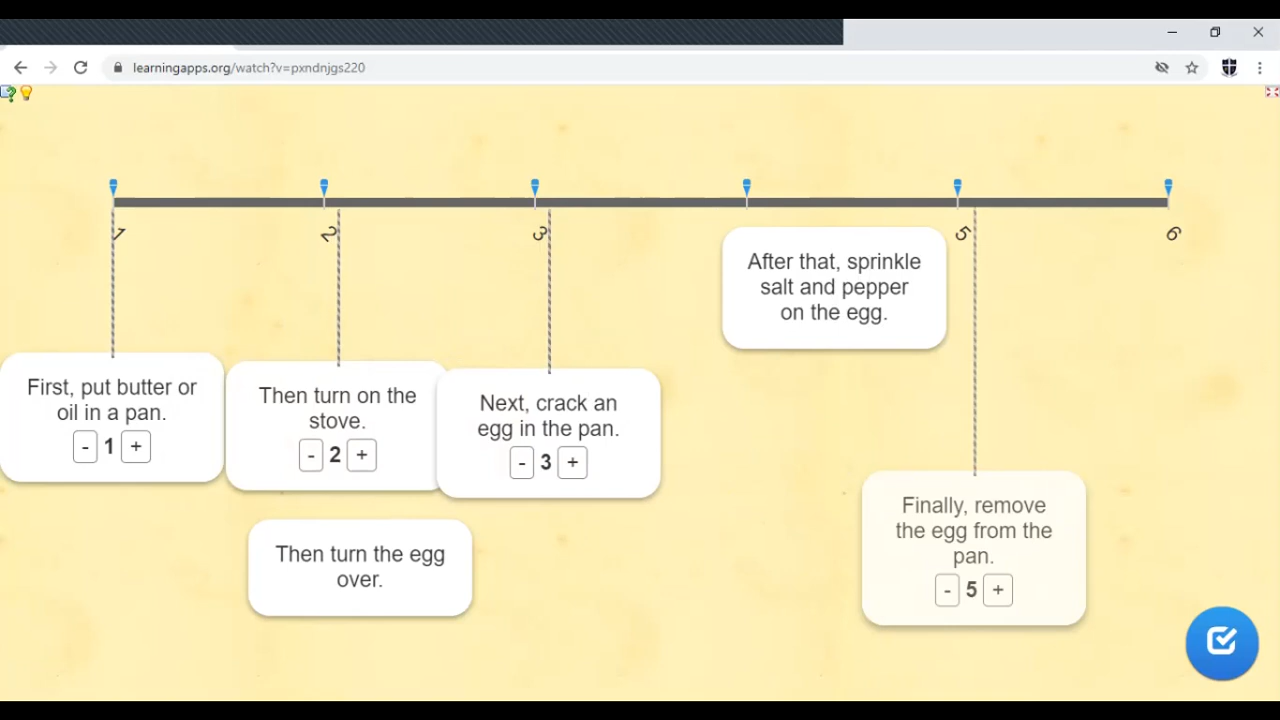 learningapps.org/watch?v=pxndnjgs220
1
2
3
5
6
After that, sprinkle
salt and pepper
on the egg.
First, put butter or
oil in a pan.
- 1 +
Then turn on the
stove.
- 2 +
Next, crack an
egg in the pan.
- 3 +
Then turn the egg
over.
Finally, remove
the egg from the
pan.
- 5 +